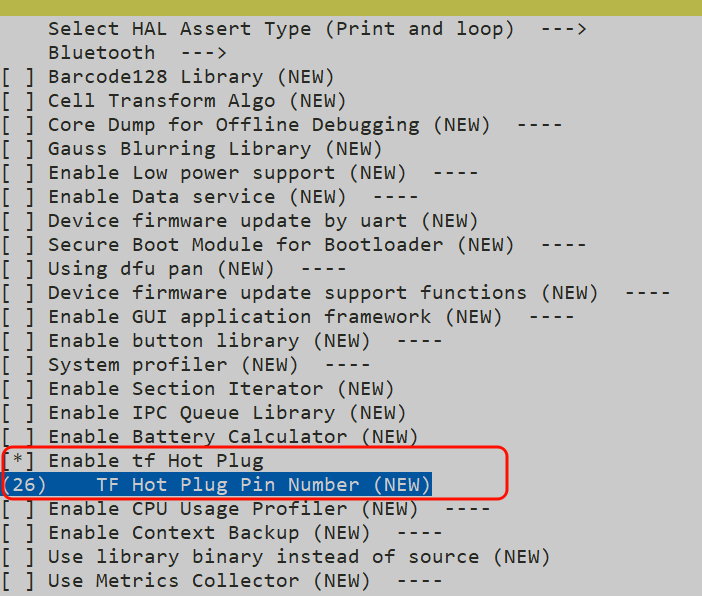 Select HAL Assert Type (Print and loop)  --->
Bluetooth  --->
[ ] Barcode128 Library (NEW)
[ ] Cell Transform Algo (NEW)
[ ] Core Dump for Offline Debugging (NEW)  ----
[ ] Gauss Blurring Library (NEW)
[ ] Enable Low power support (NEW)  ----
[ ] Enable Data service (NEW)  ----
[ ] Device firmware update by uart (NEW)
[ ] Secure Boot Module for Bootloader (NEW)  ----
[ ] Using dfu pan (NEW)  ----
[ ] Device firmware update support functions (NEW)  ----
[ ] Enable GUI application framework (NEW)  ----
[ ] Enable button library (NEW)  ----
[ ] System profiler (NEW)  ----
[ ] Enable Section Iterator (NEW)
[ ] Enable IPC Queue Library (NEW)
[ ] Enable Battery Calculator (NEW)
[*] Enable tf Hot Plug
(26)    TF Hot Plug Pin Number (NEW)
[ ] Enable CPU Usage Profiler (NEW)  ----
[ ] Enable Context Backup (NEW)  ----
[ ] Use library binary instead of source (NEW)
[ ] Use Metrics Collector (NEW)  ----